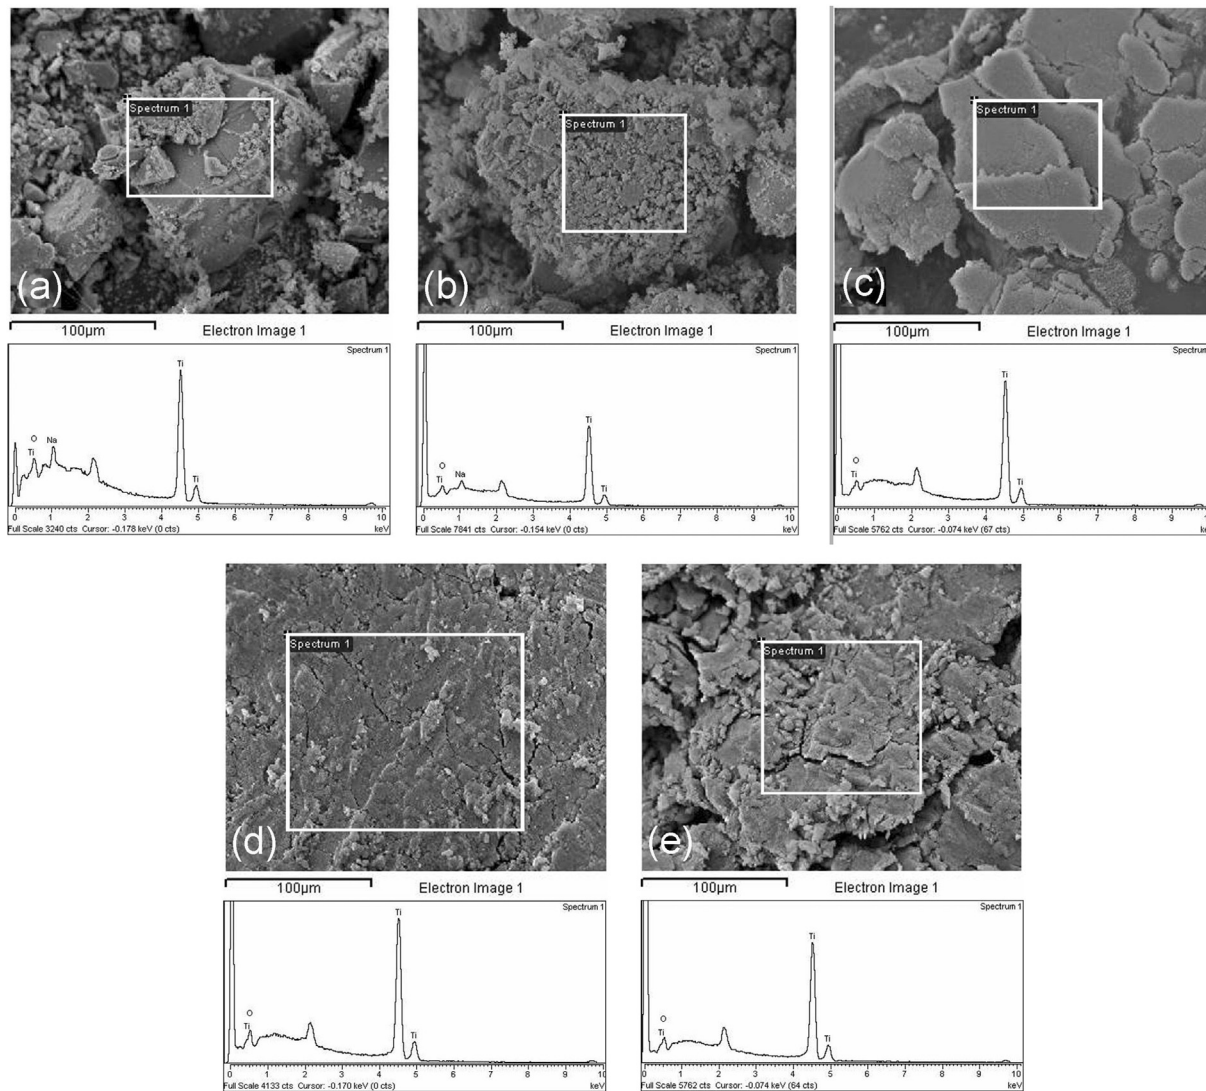 Spectrum 1
(a)
100µm Electron Image 1
Spectrum 1
Ti
O
Ti
Na
Ti
0 1 2 3 4 5 6 7 8 9 10
Full Scale 3240 cts Cursor: -0.178 keV (0 cts) keV
Spectrum 1
(b)
100µm Electron Image 1
Spectrum 1
Ti
O
Ti
Na
Ti
0 1 2 3 4 5 6 7 8 9 10
Full Scale 7841 cts Cursor: -0.154 keV (0 cts) keV
Spectrum 1
(c)
100µm Electron Image 1
Spectrum 1
Ti
O
Ti
Ti
0 1 2 3 4 5 6 7 8 9
Full Scale 5762 cts Cursor: -0.074 keV (67 cts) keV
Spectrum 1
(d)
100µm Electron Image 1
Spectrum 1
Ti
O
Ti
Ti
0 1 2 3 4 5 6 7 8 9 10
Full Scale 4133 cts Cursor: -0.170 keV (0 cts) keV
Spectrum 1
(e)
100µm Electron Image 1
Spectrum 1
Ti
O
Ti
Ti
0 1 2 3 4 5 6 7 8 9 10
Full Scale 5762 cts Cursor: -0.074 keV (64 cts) keV